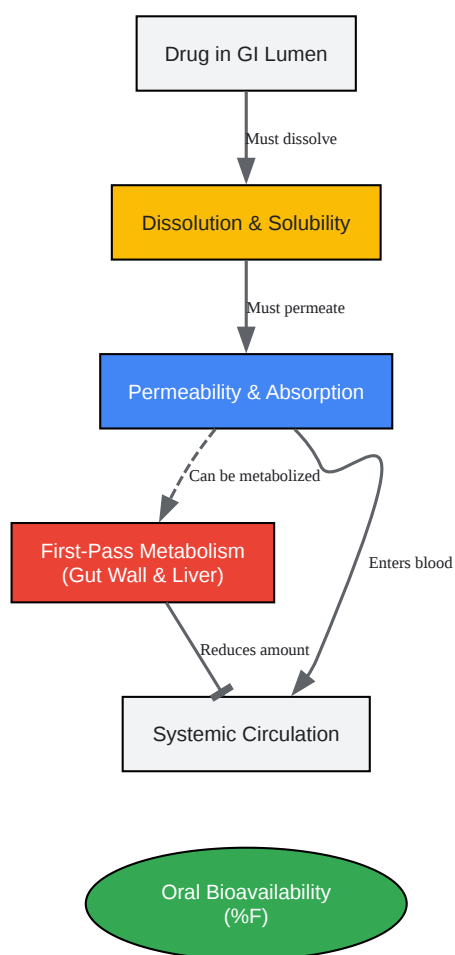 Drug in GI Lumen
Must dissolve
Dissolution & Solubility
Must permeate
Permeability & Absorption
Can be metabolized
First-Pass Metabolism
(Gut Wall & Liver)
Enters blood
Reduces amount
Systemic Circulation
Oral Bioavailability
(%F)